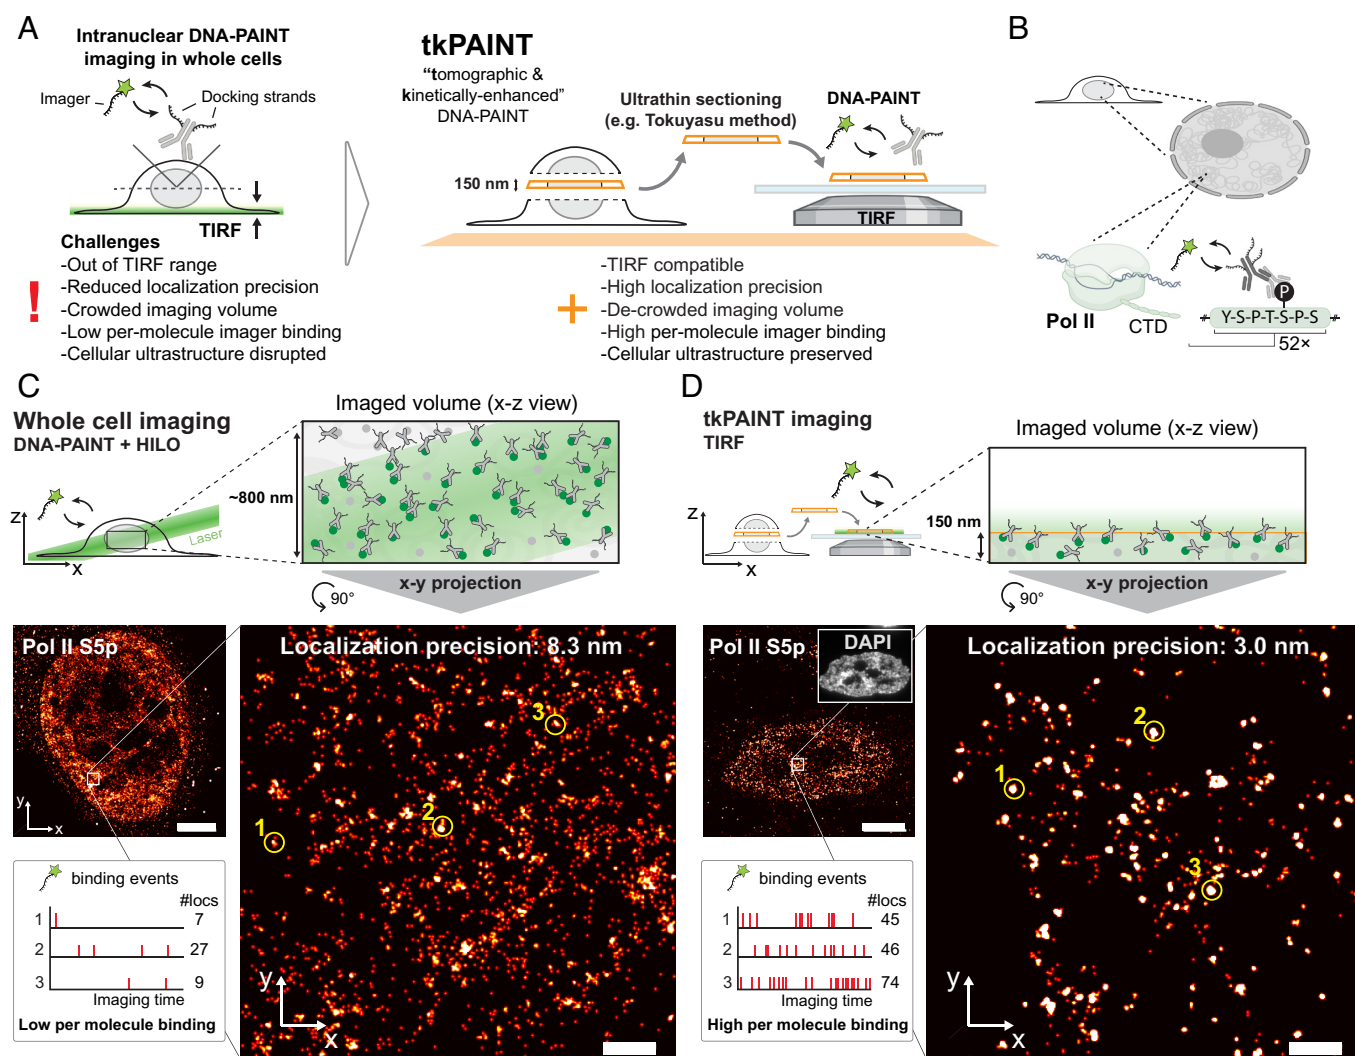 A
Intranuclear DNA-PAINT
imaging in whole cells
Imager
Docking strands
TIRF
Challenges
-Out of TIRF range
-Reduced localization precision
-Crowded imaging volume
-Low per-molecule imager binding
-Cellular ultrastructure disrupted
!
tkPAINT
“tomographic &
kinetically-enhanced”
DNA-PAINT
Ultrathin sectioning
(e.g. Tokuyasu method)
DNA-PAINT
150 nm
TIRF
+
-TIRF compatible
-High localization precision
-De-crowded imaging volume
-High per-molecule imager binding
-Cellular ultrastructure preserved
B
Pol II
CTD
P
Y-S-P-T-S-P-S
52×
C
Whole cell imaging
DNA-PAINT + HILO
Imaged volume (x-z view)
~800 nm
z
x
Laser
x-y projection
90°
Pol II S5p
y
x
Localization precision: 8.3 nm
1
2
3
y
x
binding events
#locs
1 7
2 27
3 9
Imaging time
Low per molecule binding
D
tkPAINT imaging
TIRF
Imaged volume (x-z view)
150 nm
z
x
x-y projection
90°
Pol II S5p
DAPI
Localization precision: 3.0 nm
1
2
3
y
x
binding events
#locs
1 45
2 46
3 74
Imaging time
High per molecule binding